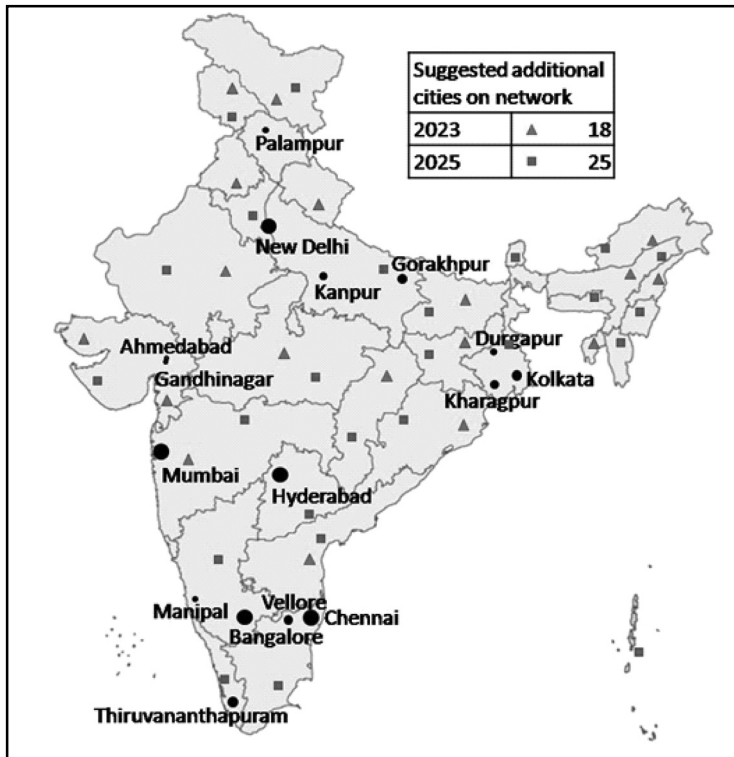 Suggested additional
cities on network
2023 18
2025 25
Palampur
New Delhi
Gorakhpur
Kanpur
Ahmedabad
Durgapur
Gandhinagar
Kolkata
Kharagpur
Mumbai
Hyderabad
Manipal
Vellore
Chennai
Bangalore
Thiruvananthapuram